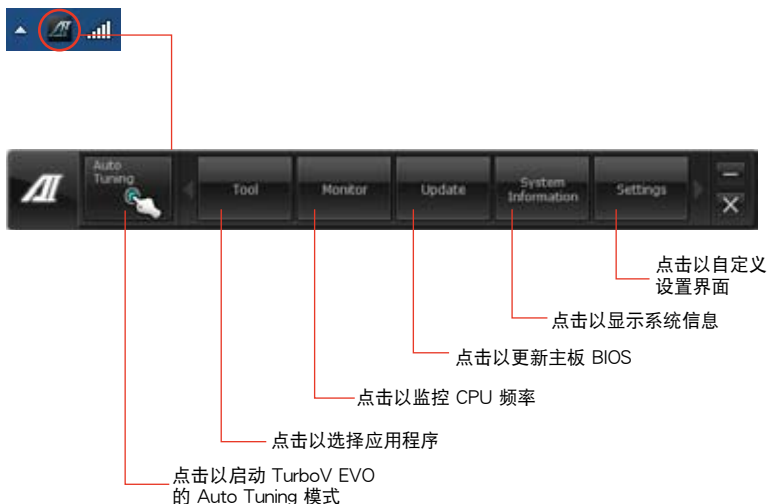 Auto
Tuning
Tool
Monitor
Update
System
Information
Settings
点击以自定义
设置界面
点击以显示系统信息
点击以更新主板 BIOS
点击以监控 CPU 频率
点击以选择应用程序
点击以启动 TurboV EVO
的 Auto Tuning 模式